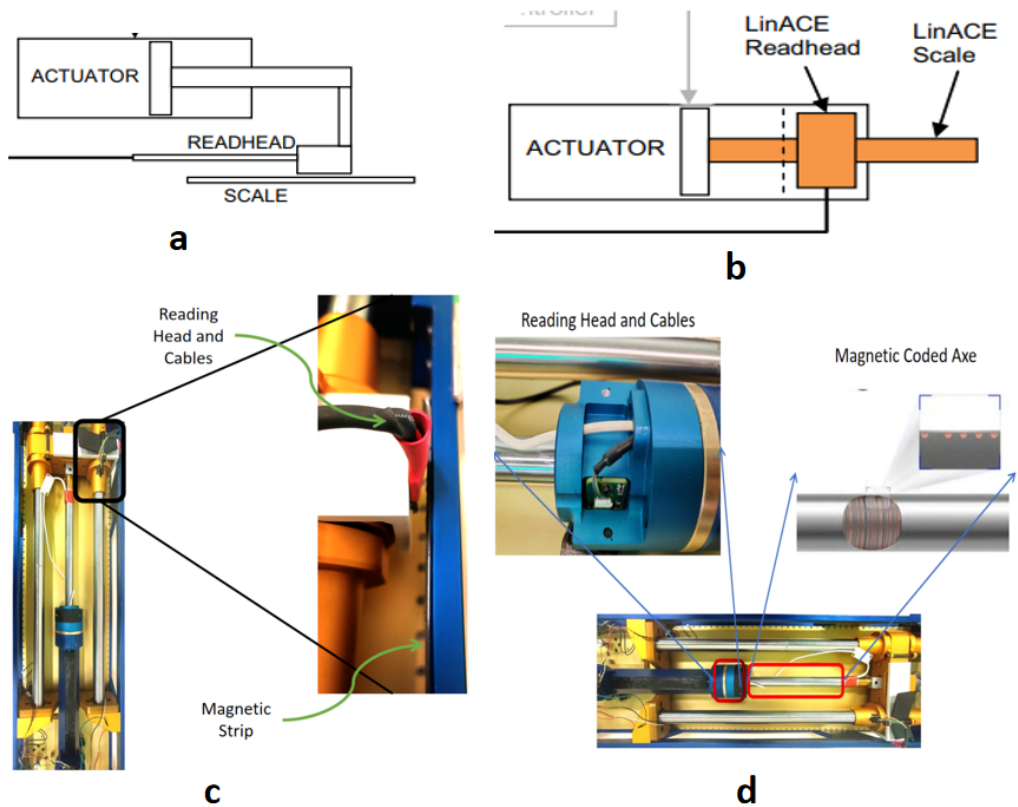 ACTUATOR
READHEAD
SCALE
a
LinACE
Readhead
LinACE
Scale
ACTUATOR
b
Reading
Head and
Cables
Magnetic
Strip
c
Reading Head and Cables
Magnetic Coded Axe
d